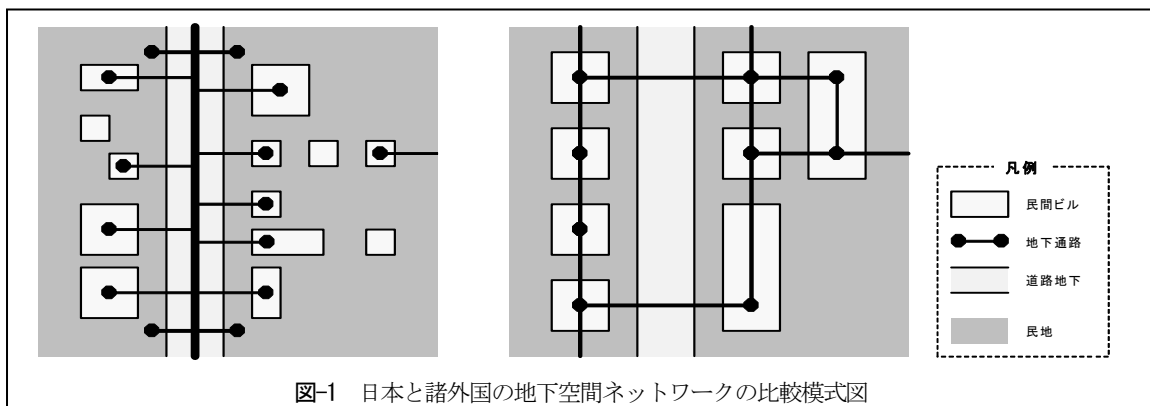 凡例
民間ビル
地下通路
道路地下
民地
図-1 日本と諸外国の地下空間ネットワークの比較模式図